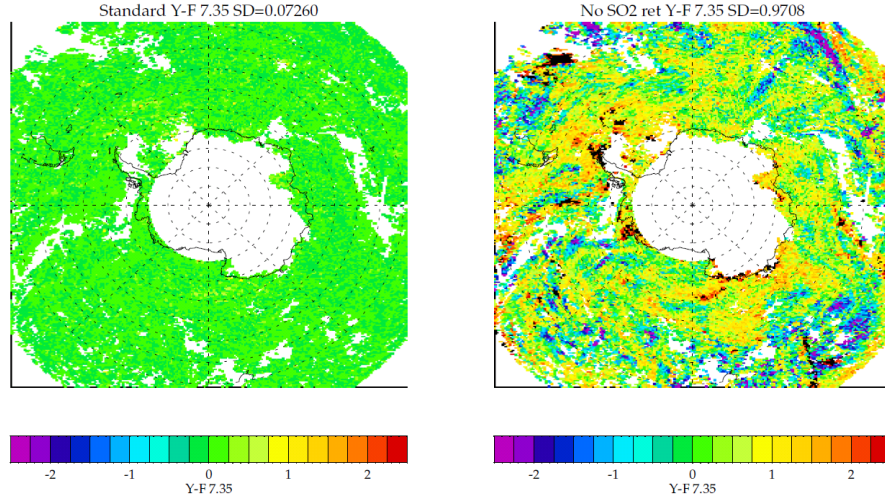 Standard Y-F 7.35 SD=0.07260
No SO2 ret Y-F 7.35 SD=0.9708
-2 -1 0 1 2
Y-F 7.35
-2 -1 0 1 2
Y-F 7.35